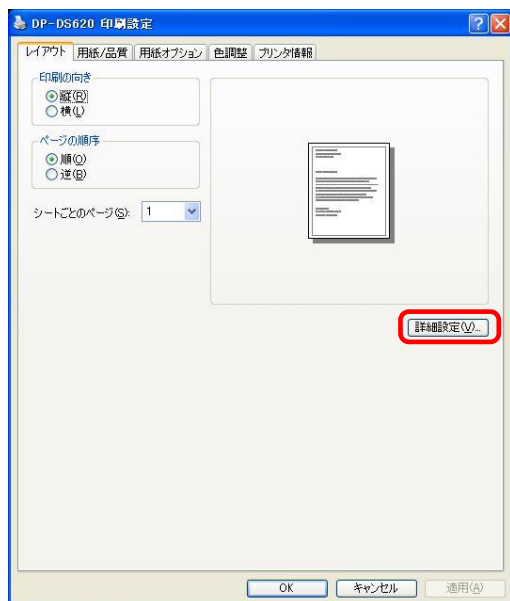 DP-DS620 印刷設定
レイアウト 用紙/品質 用紙オプション 色調整 プリンタ情報
印刷の向き
縦(R)
横(L)
ページの順序
順(O)
逆(B)
シートごとのページ(S): 1
詳細設定(V)...
OK キャンセル 適用(A)